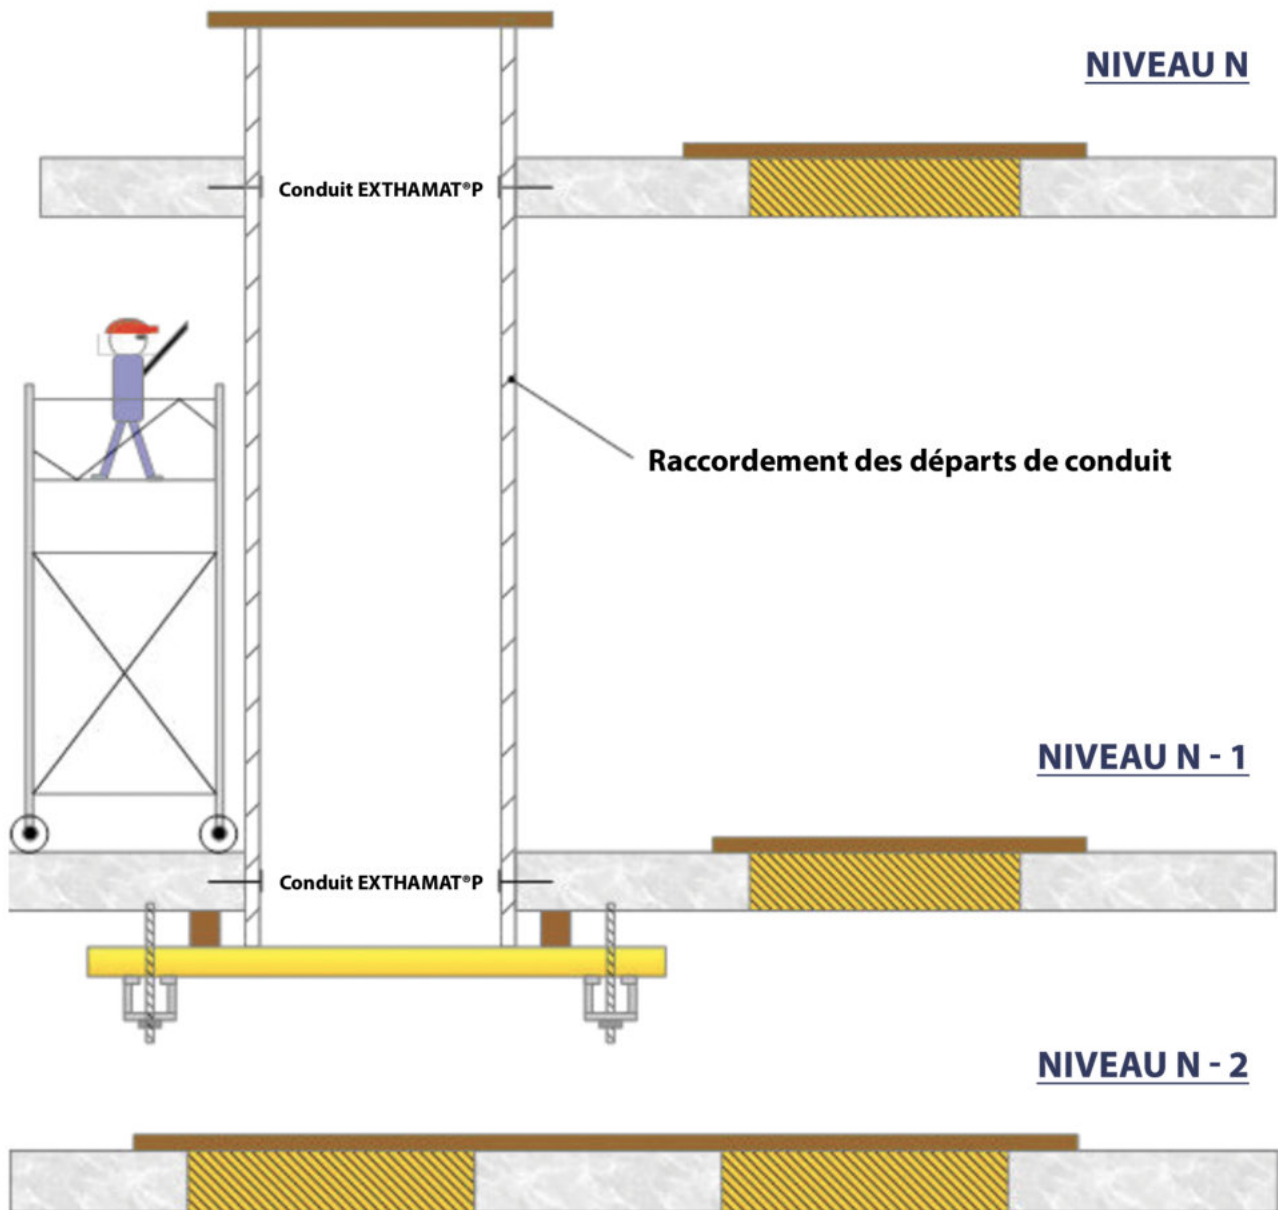 NIVEAU N
Conduit EXTHAMAT®P
Raccordement des départs de conduit
NIVEAU N - 1
Conduit EXTHAMAT®P
NIVEAU N - 2